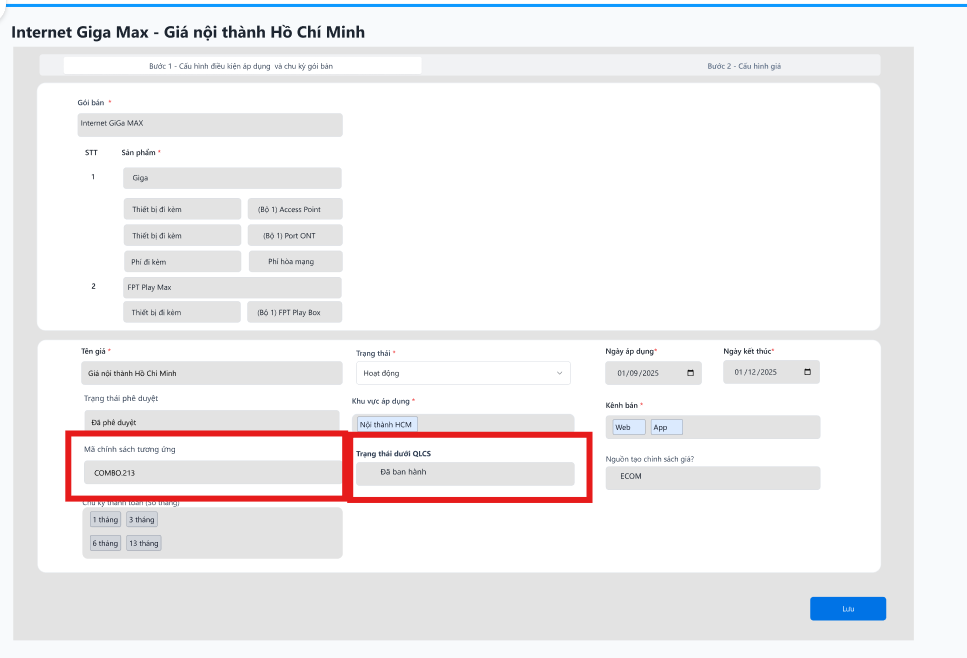 Internet Giga Max - Giá nội thành Hồ Chí Minh
Bước 1 - Cấu hình điều kiện áp dụng và chu kỳ gói bán
Bước 2 - Cấu hình giá
Gói bán *
Internet GiGa MAX
STT Sản phẩm *
1 Giga
Thiết bị đi kèm (Bộ 1) Access Point
Thiết bị đi kèm (Bộ 1) Port ONT
Phí đi kèm Phí hòa mạng
2 FPT Play Max
Thiết bị đi kèm (Bộ 1) FPT Play Box
Tên giá * Trạng thái * Ngày áp dụng* Ngày kết thúc*
Giá nội thành Hồ Chí Minh Hoạt động 01/09/2025 01/12/2025
Trạng thái phê duyệt Khu vực áp dụng * Kênh bán *
Đã phê duyệt Nội thành HCM Web App
Mã chính sách tương ứng Trạng thái dưới QLCS Nguồn tạo chính sách giá?
COMBO.213 Đã ban hành ECOM
Chu kỳ thanh toán (Số tháng)
1 tháng 3 tháng
6 tháng 13 tháng
Lưu